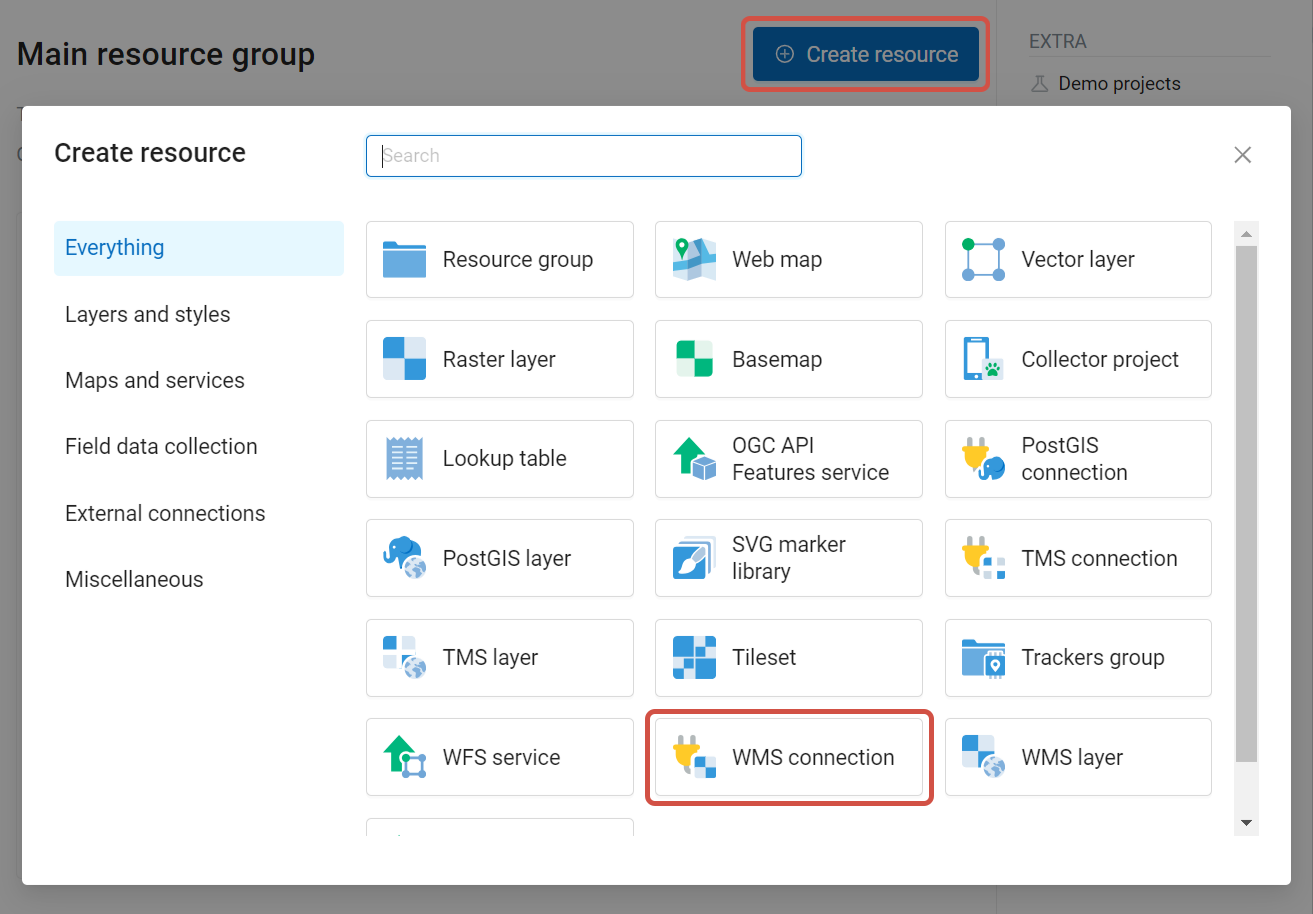 Main resource group
Create resource
EXTRA
Demo projects
Create resource
Search
Everything
Layers and styles
Maps and services
Field data collection
External connections
Miscellaneous
Resource group
Web map
Vector layer
Raster layer
Basemap
Collector project
Lookup table
OGC API
Features service
PostGIS
connection
PostGIS layer
SVG marker
library
TMS connection
TMS layer
Tileset
Trackers group
WFS service
WMS connection
WMS layer